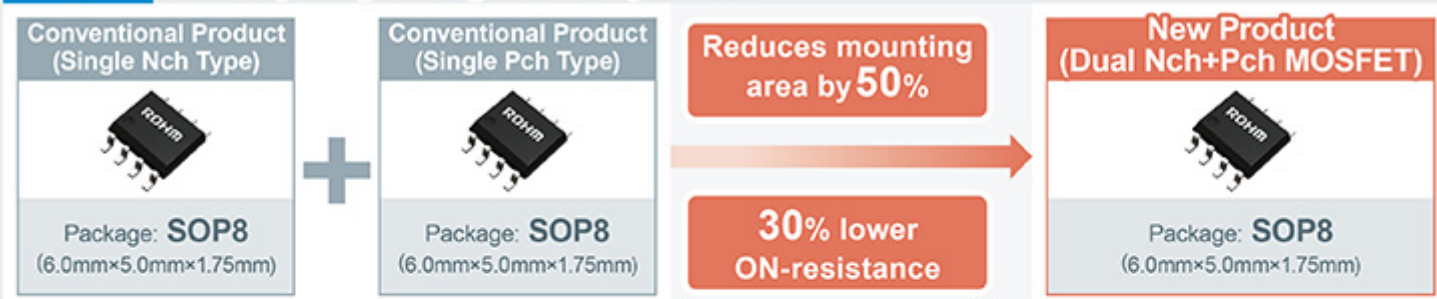 Conventional Product
(Single Nch Type)
ROHM
Package: SOP8
(6.0mm×5.0mm×1.75mm)
+
Conventional Product
(Single Pch Type)
ROHM
Package: SOP8
(6.0mm×5.0mm×1.75mm)
Reduces mounting
area by 50%
30% lower
ON-resistance
New Product
(Dual Nch+Pch MOSFET)
ROHM
Package: SOP8
(6.0mm×5.0mm×1.75mm)